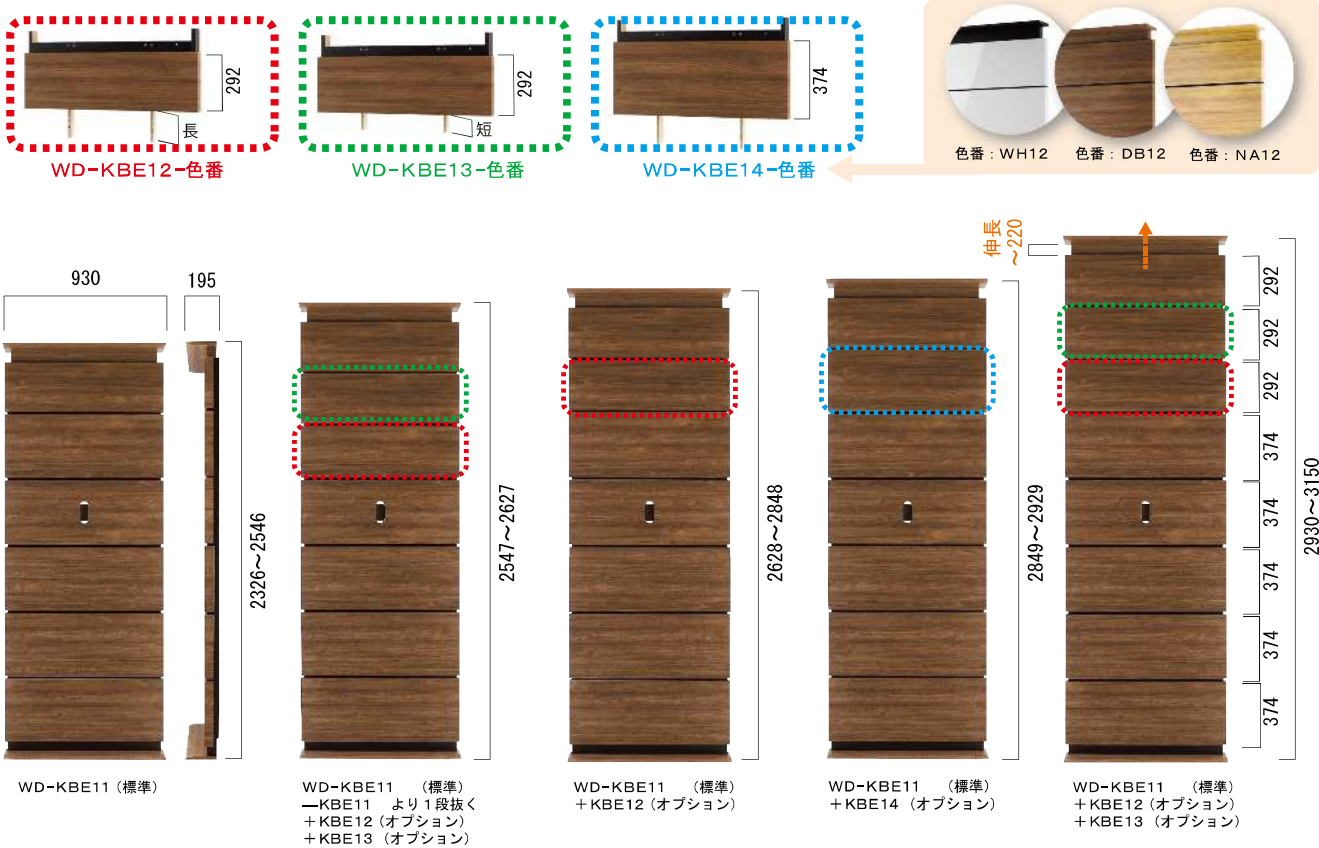 292
長
WD-KBE12-色番
292
短
WD-KBE13-色番
374
WD-KBE14-色番
色番：WH12
色番：DB12
色番：NA12
930
195
2326～2546
WD-KBE11（標準）
2547～2627
WD-KBE11　（標準）
―KBE11　より１段抜く
＋KBE12（オプション）
＋KBE13（オプション）
2628～2848
WD-KBE11　（標準）
＋KBE12（オプション）
2849～2929
WD-KBE11　（標準）
＋KBE14（オプション）
伸長
～220
292
292
292
374
374
374
374
374
2930～3150
WD-KBE11　（標準）
＋KBE12（オプション）
＋KBE13（オプション）